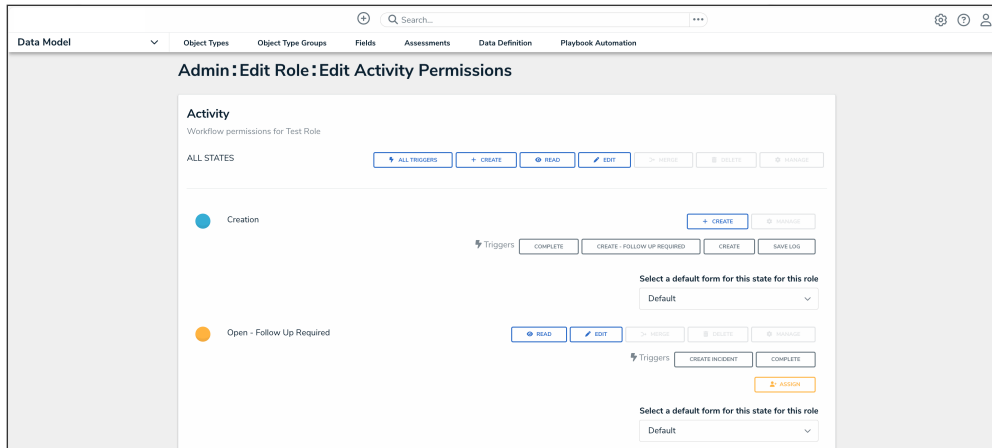 Search...
Data Model
Object Types Object Type Groups Fields Assessments Data Definition Playbook Automation
Admin:Edit Role:Edit Activity Permissions
Activity
Workflow permissions for Test Role
ALL STATES
ALL TRIGGERS + CREATE READ EDIT MERGE DELETE MANAGE
Creation
+ CREATE MANAGE
Triggers COMPLETE CREATE - FOLLOW UP REQUIRED CREATE SAVE LOG
Select a default form for this state for this role
Default
Open - Follow Up Required
READ EDIT MERGE DELETE MANAGE
Triggers CREATE INCIDENT COMPLETE
ASSIGN
Select a default form for this state for this role
Default